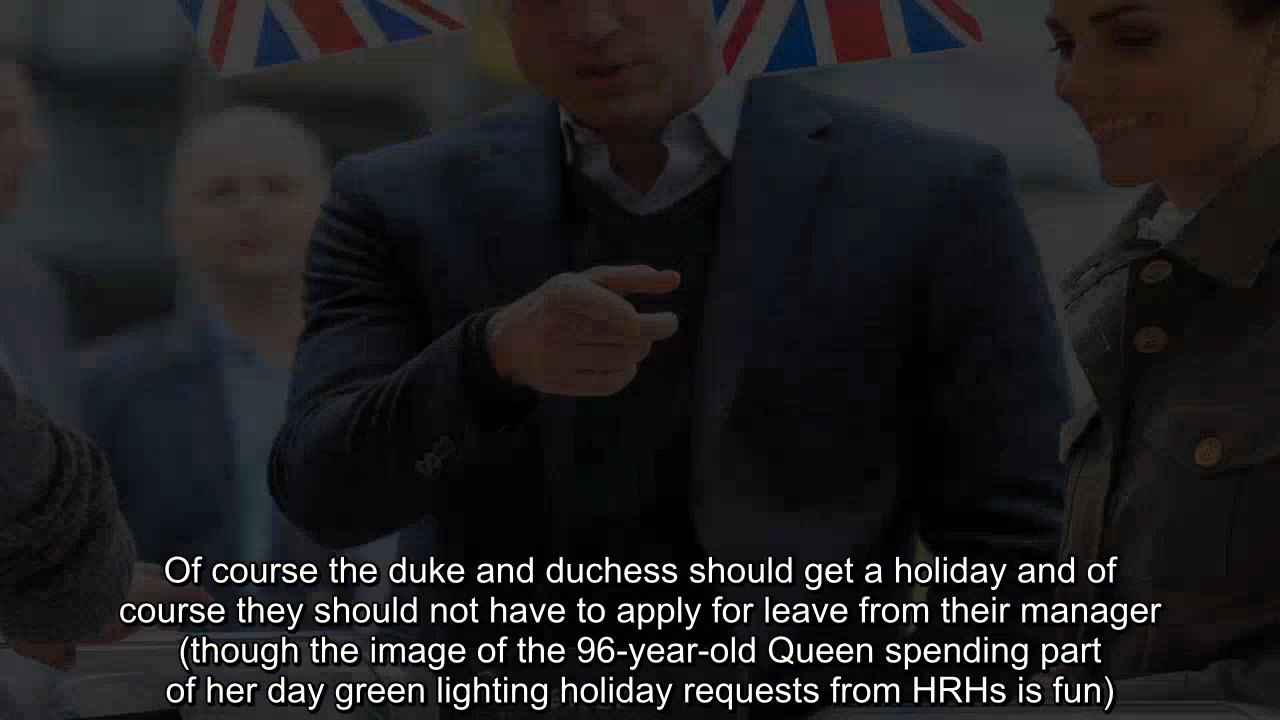 Of course the duke and duchess should get a holiday and of
course they should not have to apply for leave from their manager
(though the image of the 96-year-old Queen spending part
of her day green lighting holiday requests from HRHs is fun)